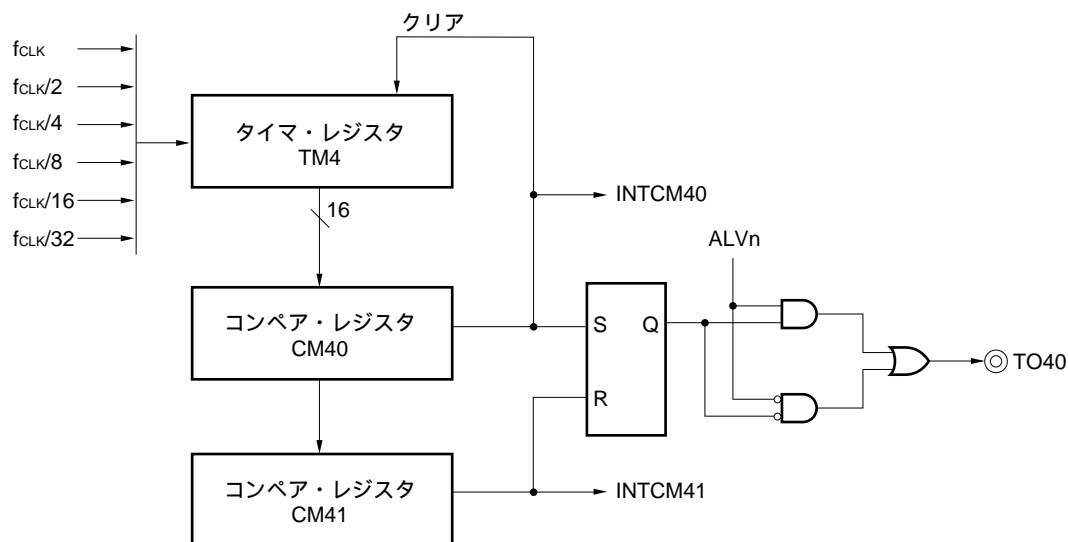 クリア
fCLK
fCLK/2
fCLK/4
fCLK/8
fCLK/16
fCLK/32
タイマ・レジスタ
TM4
16
INTCM40
ALVn
コンペア・レジスタ
CM40
S
Q
R
TO40
コンペア・レジスタ
CM41
INTCM41